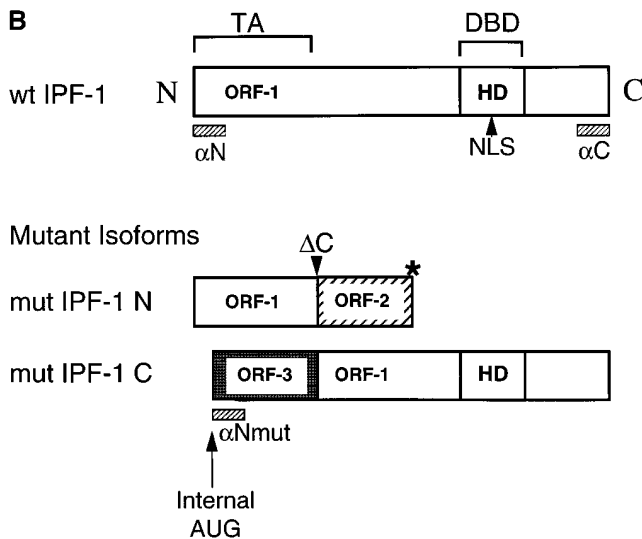 B
TA DBD
wt IPF-1 N ORF-1 HD C
αN NLS αC
Mutant Isoforms
ΔC
*
mut IPF-1 N ORF-1 ORF-2
mut IPF-1 C ORF-3 ORF-1 HD
αNmut
Internal
AUG